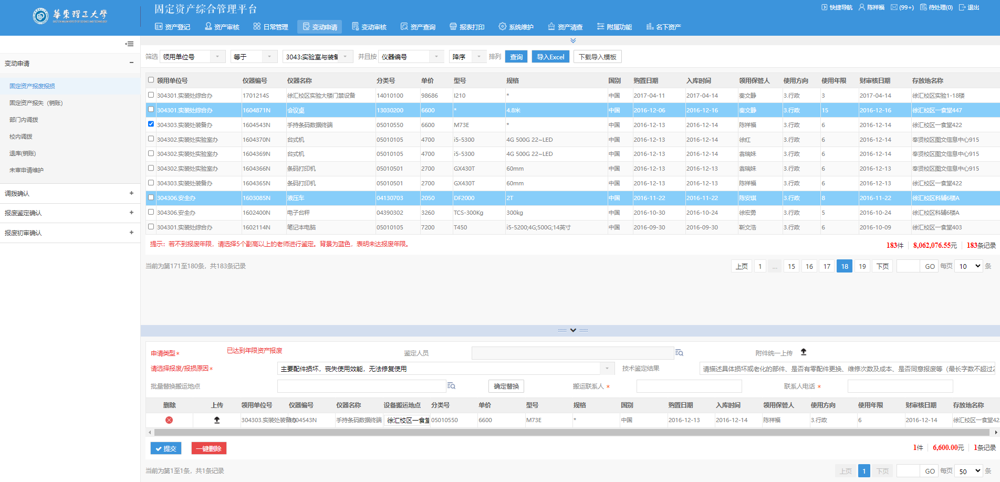 華東理工大学
EAST CHINA UNIVERSITY OF SCIENCE AND TECHNOLOGY
固定资产综合管理平台
快捷导航 陈祥福 (99+) 待处理(0) 退出
资产登记 资产审核 日常管理 变动申请 变动审核 资产查询 报表打印 系统维护 资产清查 附属功能 名下资产
变动申请 −
固定资产报废报损
固定资产报失（销账）
部门内调拨
校内调拨
退库(销账)
未审申请维护
调拨确认 +
报废鉴定确认 +
报废初审确认 +
筛选 领用单位号 等于 3043:实验室与装备 并且按 仪器编号 降序 排列 查询 导入Excel 下载导入模板
领用单位号 仪器编号 仪器名称 分类号 单价 型号 规格 国别 购置日期 入库时间 领用保管人 使用方向 使用年限 财审核日期 存放地名称
304301.实装处综合办 1701214S 徐汇校区实验大楼门禁设备 14010100 98686 I210 * 中国 2017-04-11 2017-04-14 秦文静 3.行政 3 2017-04-14 徐汇校区实验1-18楼
304301.实装处综合办 1604871N 会议桌 13030200 6600 * 4.8米 中国 2016-12-06 2016-12-16 秦文静 3.行政 15 2016-12-16 徐汇校区一食堂447
304303.实装处装备办 1604543N 手持条码数据终端 05010550 6600 M73E * 中国 2016-12-13 2016-12-14 陈祥福 3.行政 6 2016-12-14 徐汇校区一食堂422
304302.实装处实验室办 1604370N 台式机 05010105 4700 i5-5300 4G 500G 22~LED 中国 2016-12-13 2016-12-14 徐红 3.行政 6 2016-12-14 奉贤校区图文信息中心915
304302.实装处实验室办 1604369N 台式机 05010105 4700 i5-5300 4G 500G 22~LED 中国 2016-12-13 2016-12-14 翁瑞妹 3.行政 6 2016-12-14 奉贤校区图文信息中心915
304302.实装处实验室办 1604366N 条码打印机 05010501 2700 GX430T 60mm 中国 2016-12-13 2016-12-13 翁瑞妹 3.行政 6 2016-12-13 奉贤校区图文信息中心915
304303.实装处装备办 1604365N 条码打印机 05010501 2700 GX430T 60mm 中国 2016-12-13 2016-12-13 陈祥福 3.行政 6 2016-12-13 徐汇校区一食堂422
304306.安全办 1603085N 液压车 04130703 2050 DF2000 2T 中国 2016-11-22 2016-11-22 陈安琪 3.行政 8 2016-11-22 徐汇校区科辅6楼A
304306.安全办 1602400N 电子台秤 04390302 3260 TCS-300Kg 300kg 中国 2016-10-30 2016-10-24 徐宏勇 3.行政 5 2016-10-24 徐汇校区科辅6楼A
304301.实装处综合办 1602114N 笔记本电脑 05010105 7200 T450 i5-5200;4G;500G;14英寸 中国 2016-09-30 2016-09-30 靳文浩 3.行政 6 2016-10-09 徐汇校区一食堂403
提示：若不到报废年限，请选择5个副高以上的老师进行鉴定。背景为蓝色，表明未达报废年限。 183件 8,062,076.55元 183条记录
当前为第171至180条，共183条记录 上页 1 ... 15 16 17 18 19 下页 GO 每页 10 条
申请类型* 已达到年限资产报废 鉴定人员 附件统一上传
请选择报废/报损原因* 主要配件损坏，丧失使用效能，无法修复使用 技术鉴定结果 请描述具体损坏或老化的部件、是否有零配件更换、维修次数及成本、是否同意报废等（最长字数不超过2
批量替换搬运地点 确定替换 搬运联系人 * 联系人电话 *
删除 上传 领用单位号 仪器编号 仪器名称 设备搬运地点 分类号 单价 型号 规格 国别 购置日期 入库时间 领用保管人 使用方向 使用年限 财审核日期 存放地名称
304303.实装处装备办 1604543N 手持条码数据终端 徐汇校区一食堂 05010550 6600 M73E * 中国 2016-12-13 2016-12-14 陈祥福 3.行政 6 2016-12-14 徐汇校区一食堂42
提交 一键删除 1件 6,600.00元 1条记录
当前为第1至1条，共1条记录 上页 1 下页 GO 每页 50 条